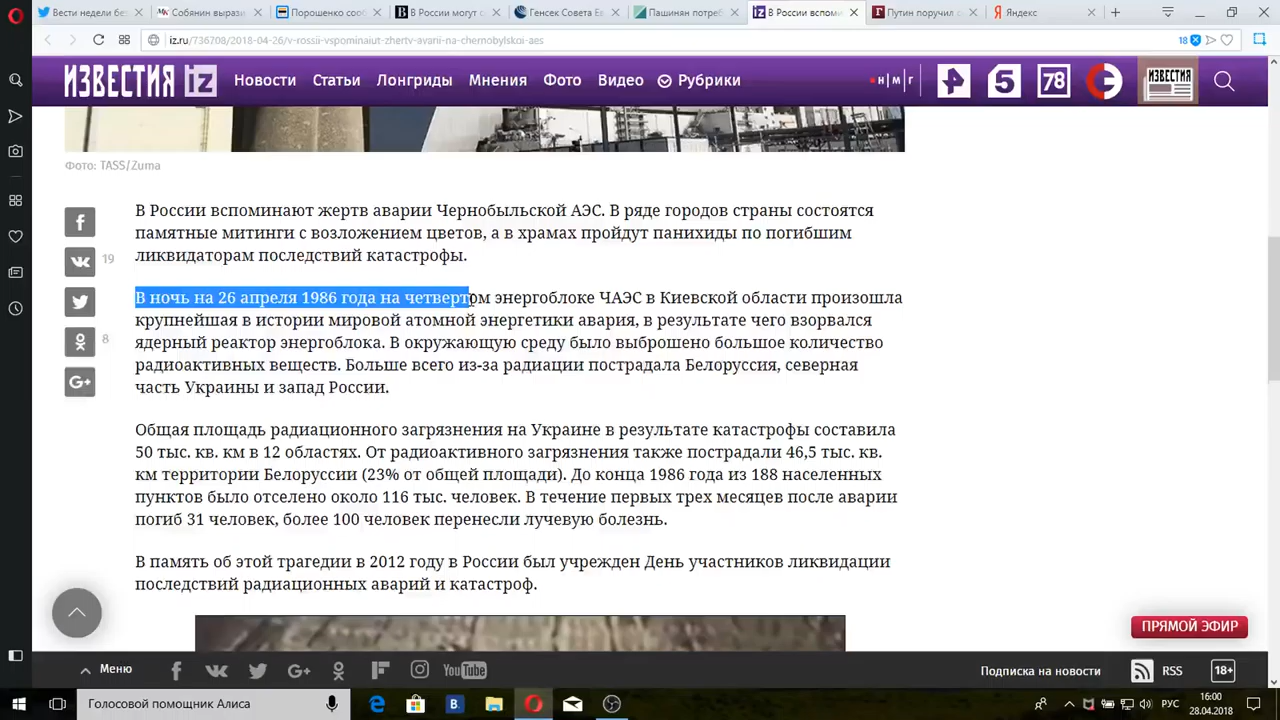 Вести недели бе
Собянин вырази
Порошенко сооб
В России могут
Генсек Совета Ев
Пашинян потреб
В России вспоми
Путин поручил с
Яндекс
iz.ru/736708/2018-04-26/v-rossii-vspominaiut-zhertv-avarii-na-chernobylskoi-aes
18
ИЗВЕСТИЯ iz
Новости Статьи Лонгриды Мнения Фото Видео Рубрики
н|м|г
5
78
ИЗВЕСТИЯ
Фото: TASS/Zuma
В России вспоминают жертв аварии Чернобыльской АЭС. В ряде городов страны состоятся
памятные митинги с возложением цветов, а в храмах пройдут панихиды по погибшим
ликвидаторам последствий катастрофы.
19
В ночь на 26 апреля 1986 года на четвертом энергоблоке ЧАЭС в Киевской области произошла
крупнейшая в истории мировой атомной энергетики авария, в результате чего взорвался
ядерный реактор энергоблока. В окружающую среду было выброшено большое количество
8
радиоактивных веществ. Больше всего из-за радиации пострадала Белоруссия, северная
часть Украины и запад России.
G+
Общая площадь радиационного загрязнения на Украине в результате катастрофы составила
50 тыс. кв. км в 12 областях. От радиоактивного загрязнения также пострадали 46,5 тыс. кв.
км территории Белоруссии (23% от общей площади). До конца 1986 года из 188 населенных
пунктов было отселено около 116 тыс. человек. В течение первых трех месяцев после аварии
погиб 31 человек, более 100 человек перенесли лучевую болезнь.
В память об этой трагедии в 2012 году в России был учрежден День участников ликвидации
последствий радиационных аварий и катастроф.
ПРЯМОЙ ЭФИР
Меню
G+
YouTube
Подписка на новости
RSS
18+
Голосовой помощник Алиса
РУС
16:00
28.04.2018